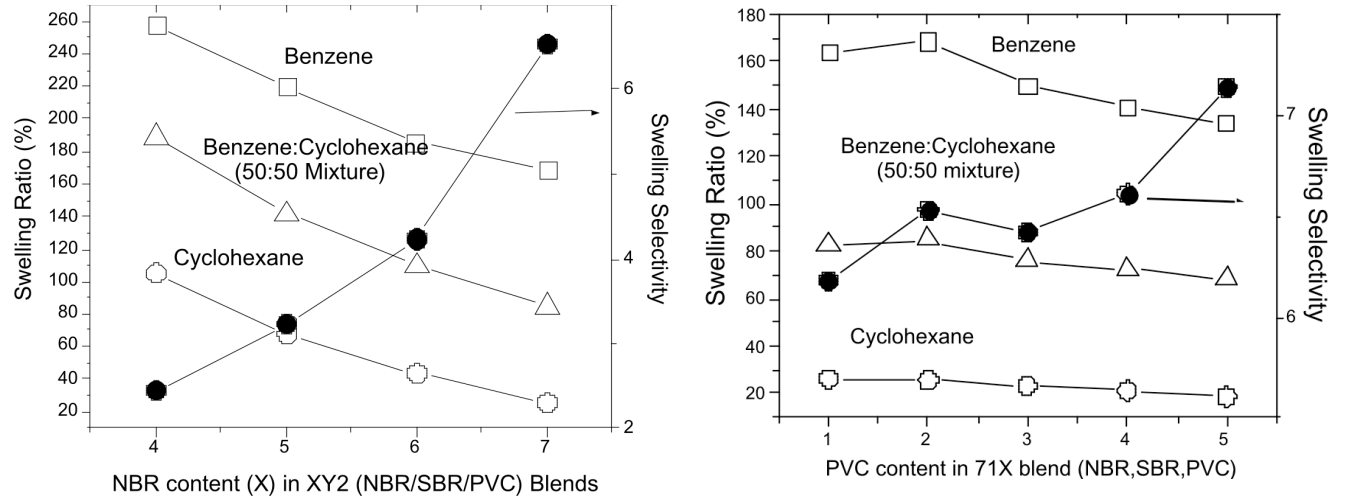 260
240
220
200
180
160
140
120
100
80
60
40
20
Swelling Ratio (%)
Benzene
Benzene:Cyclohexane
(50:50 Mixture)
Cyclohexane
6
4
2
Swelling Selectivity
4 5 6 7
NBR content (X) in XY2 (NBR/SBR/PVC) Blends
180
160
140
120
100
80
60
40
20
Swelling Ratio (%)
Benzene
Benzene:Cyclohexane
(50:50 mixture)
Cyclohexane
7
6
Swelling Selectivity
1 2 3 4 5
PVC content in 71X blend (NBR,SBR,PVC)